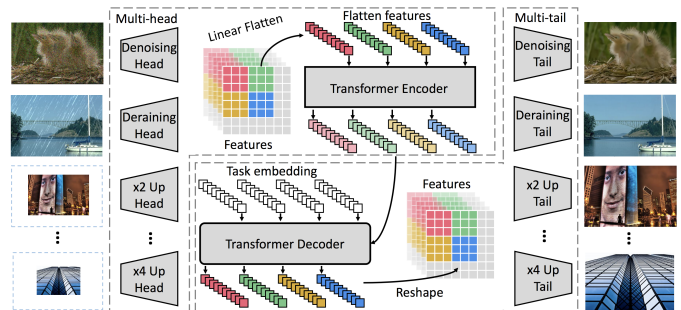 Multi-head
Denoising
Head
Deraining
Head
x2 Up
Head
x4 Up
Head
Linear Flatten
Flatten features
Features
Transformer Encoder
Task embedding
Transformer Decoder
Features
Reshape
Multi-tail
Denoising
Tail
Deraining
Tail
x2 Up
Tail
x4 Up
Tail